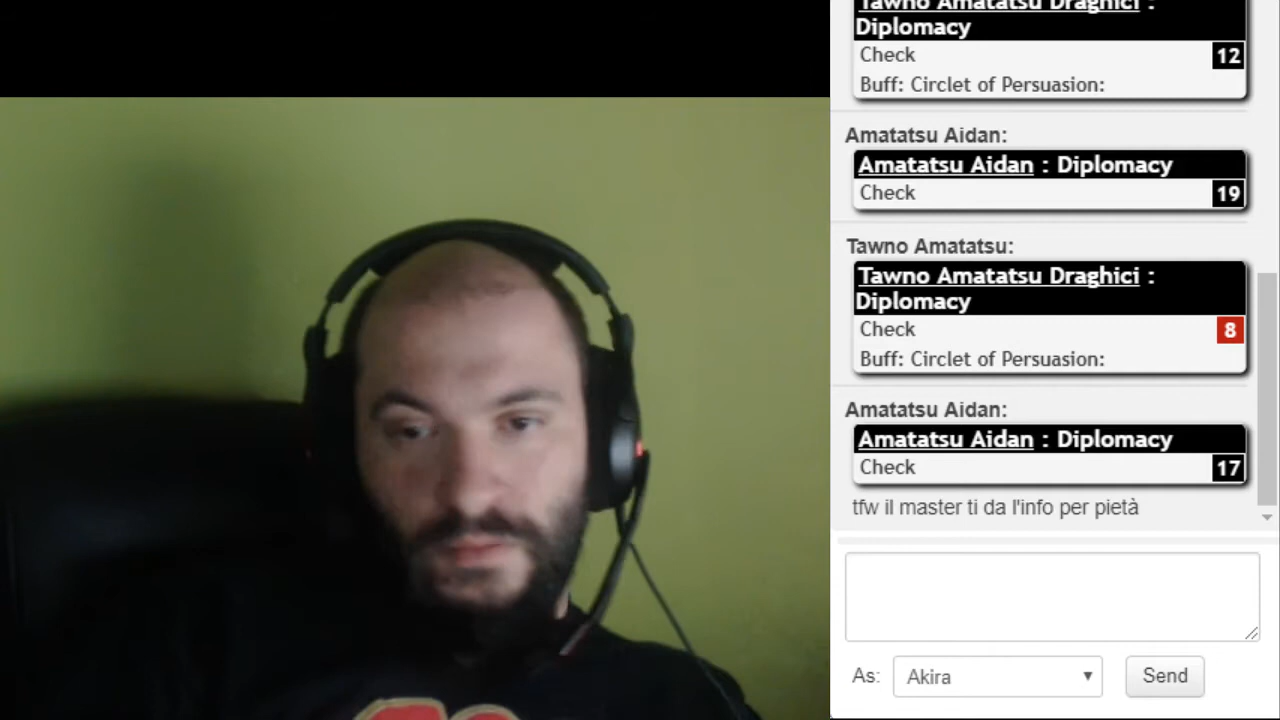 Tawno Amatatsu Draghici :
Diplomacy
Check 12
Buff: Circlet of Persuasion:
Amatatsu Aidan:
Amatatsu Aidan : Diplomacy
Check 19
Tawno Amatatsu:
Tawno Amatatsu Draghici :
Diplomacy
Check 8
Buff: Circlet of Persuasion:
Amatatsu Aidan:
Amatatsu Aidan : Diplomacy
Check 17
tfw il master ti da l'info per pietà
As: Akira Send